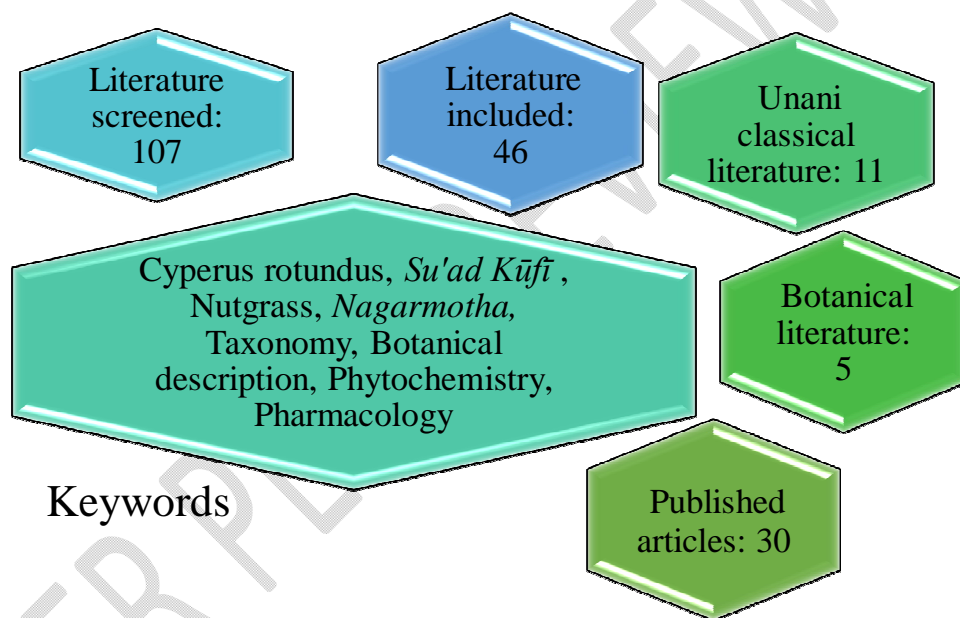 Literature
screened:
107
Literature
included:
46
Unani
classical
literature: 11
Cyperus rotundus, Su'ad Kūfī ,
Nutgrass, Nagarmotha,
Taxonomy, Botanical
description, Phytochemistry,
Pharmacology
Botanical
literature:
5
Keywords
Published
articles: 30